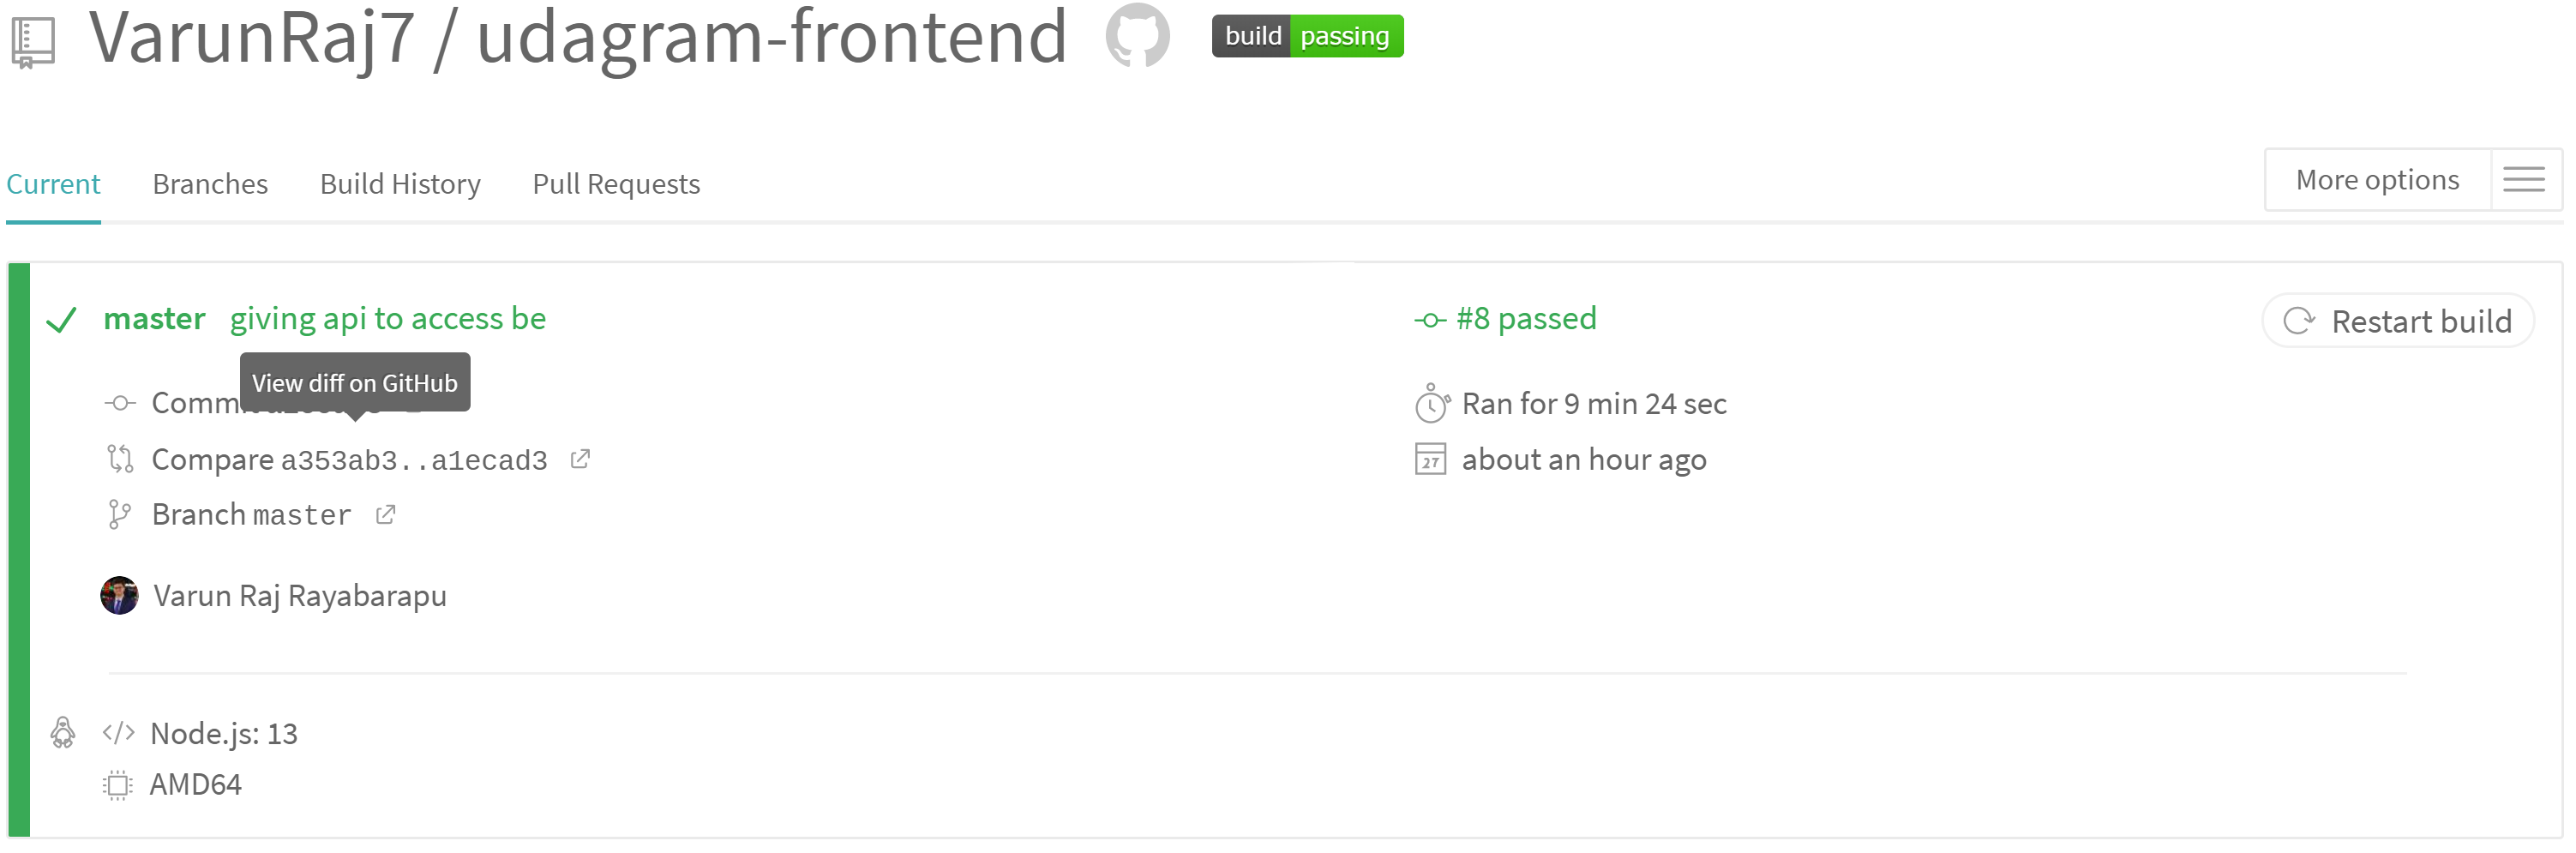 VarunRaj7 / udagram-frontend
build passing
Current Branches Build History Pull Requests
More options
master giving api to access be
#8 passed
Restart build
View diff on GitHub
Commit
Ran for 9 min 24 sec
Compare a353ab3..a1ecad3
about an hour ago
27
Branch master
Varun Raj Rayabarapu
Node.js: 13
AMD64